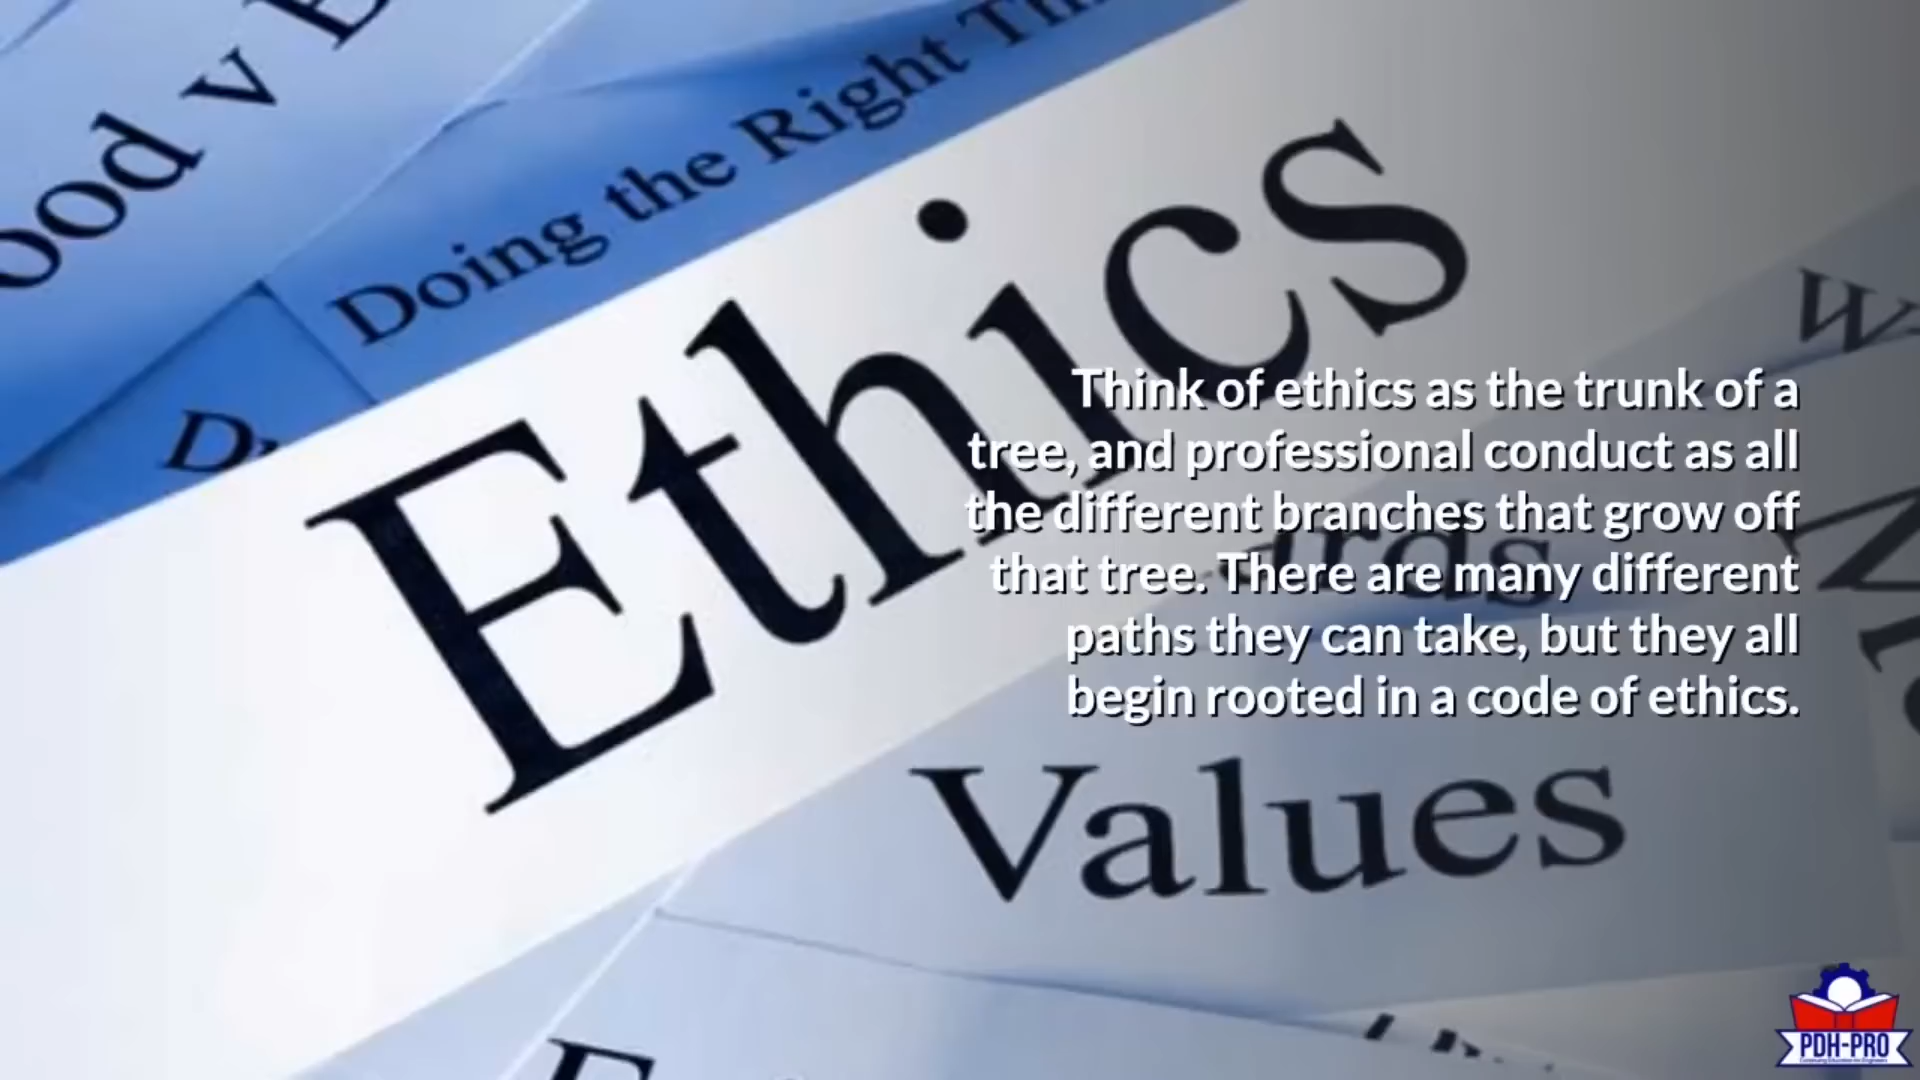 Doing the Right
Ethics
Think of ethics as the trunk of a
tree, and professional conduct as all
the different branches that grow off
that tree. There are many different
paths they can take, but they all
begin rooted in a code of ethics.
Values
PDH-PRO